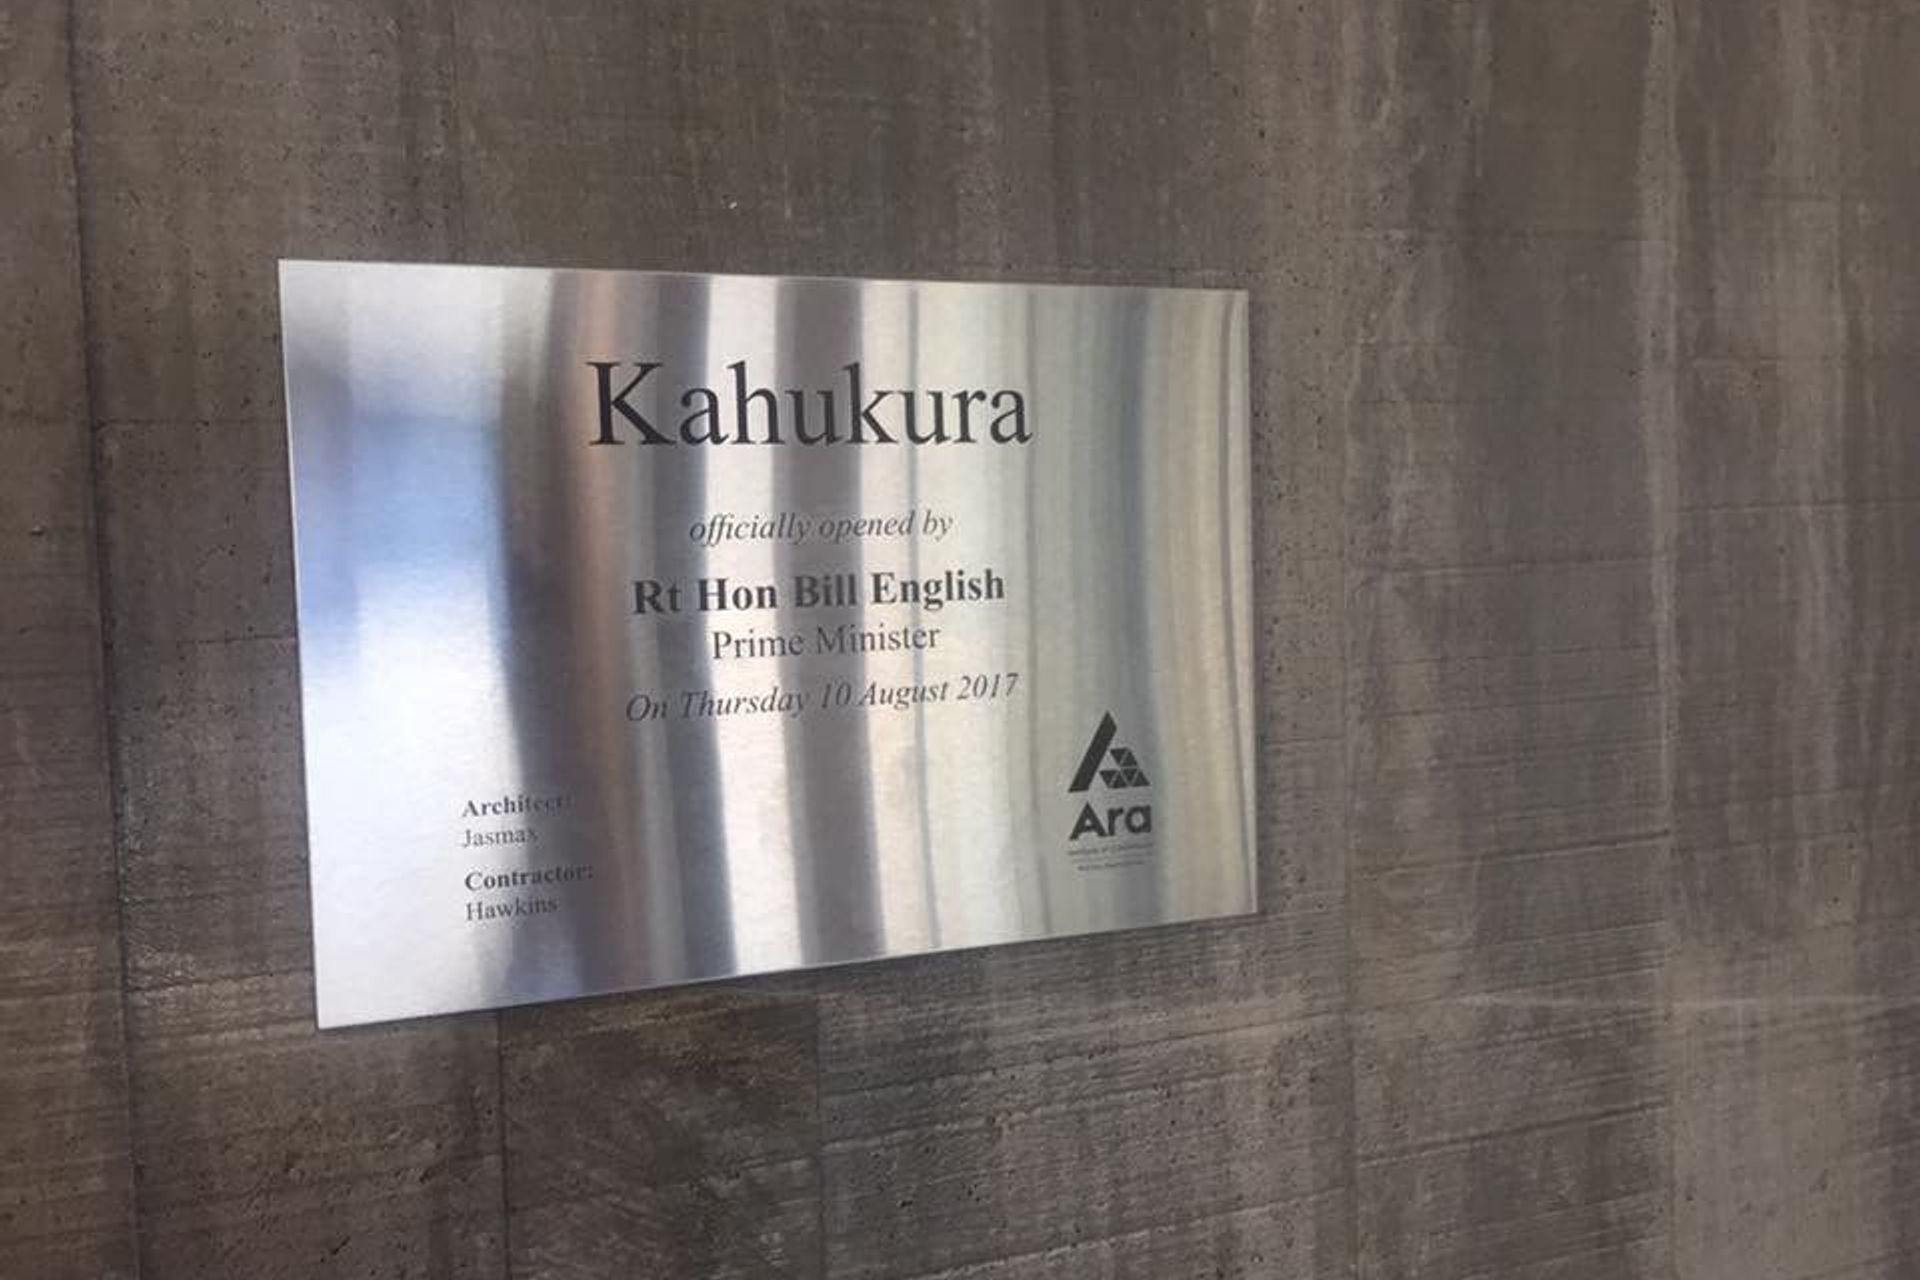 Kahukura
officially opened by
Rt Hon Bill English
Prime Minister
On Thursday 10 August 2017
Architect:
Jasmax
Contractor:
Hawkins
Ara